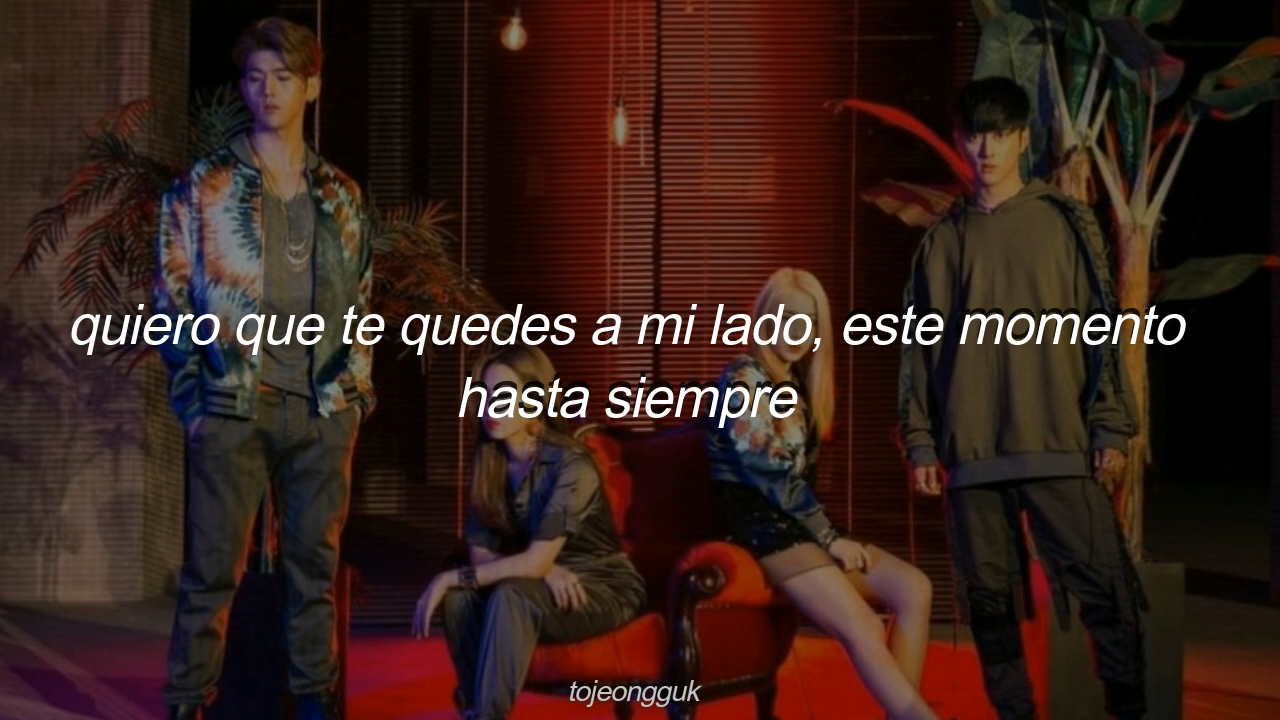 quiero que te quedes a mi lado, este momento
hasta siempre
tojeongguk